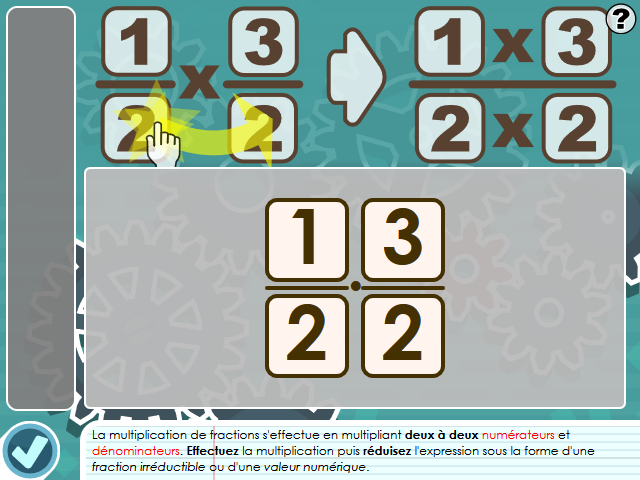 1 x 3 1 x 3
2 2 2 x 2
?
1 . 3
2 2
La multiplication de fractions s'effectue en multipliant deux à deux numérateurs et
dénominateurs. Effectuez la multiplication puis réduisez l'expression sous la forme d'une
fraction irréductible ou d'une valeur numérique.